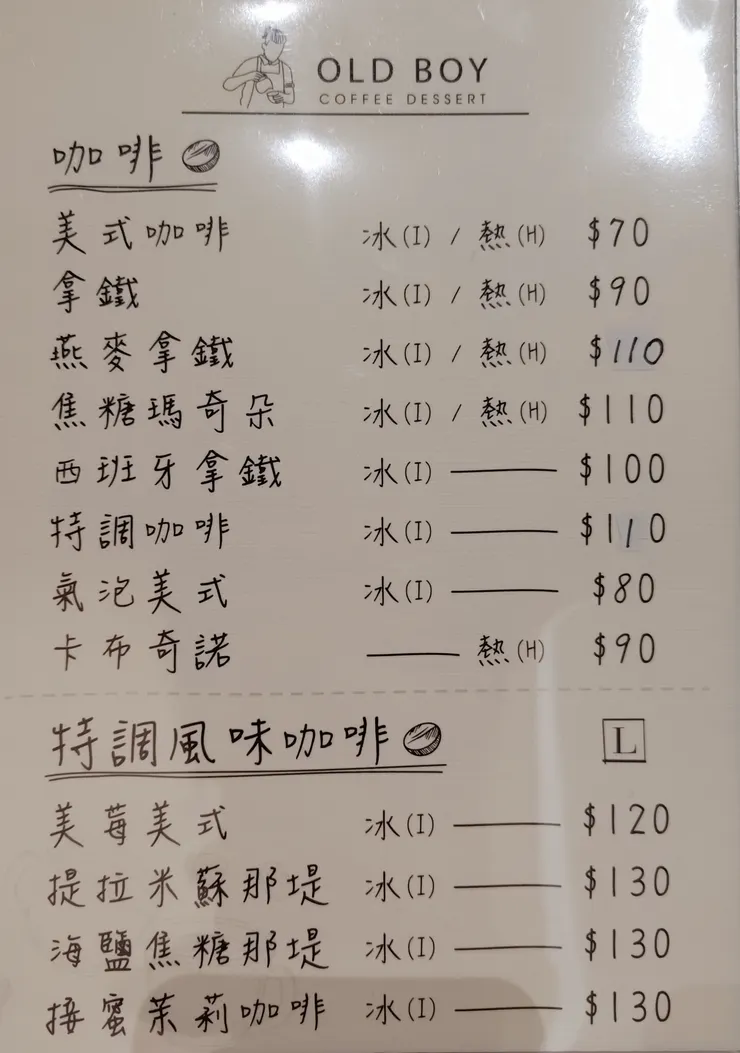 OLD BOY
COFFEE DESSERT
咖啡
美式咖啡 冰(I) / 熱(H) $70
拿鐵 冰(I) / 熱(H) $90
燕麥拿鐵 冰(I) / 熱(H) $110
焦糖瑪奇朵 冰(I) / 熱(H) $110
西班牙拿鐵 冰(I) $100
特調咖啡 冰(I) $110
氣泡美式 冰(I) $80
卡布奇諾 熱(H) $90
特調風味咖啡 L
美莓美式 冰(I) $120
提拉米蘇那堤 冰(I) $130
海鹽焦糖那堤 冰(I) $130
接蜜茉莉咖啡 冰(I) $130